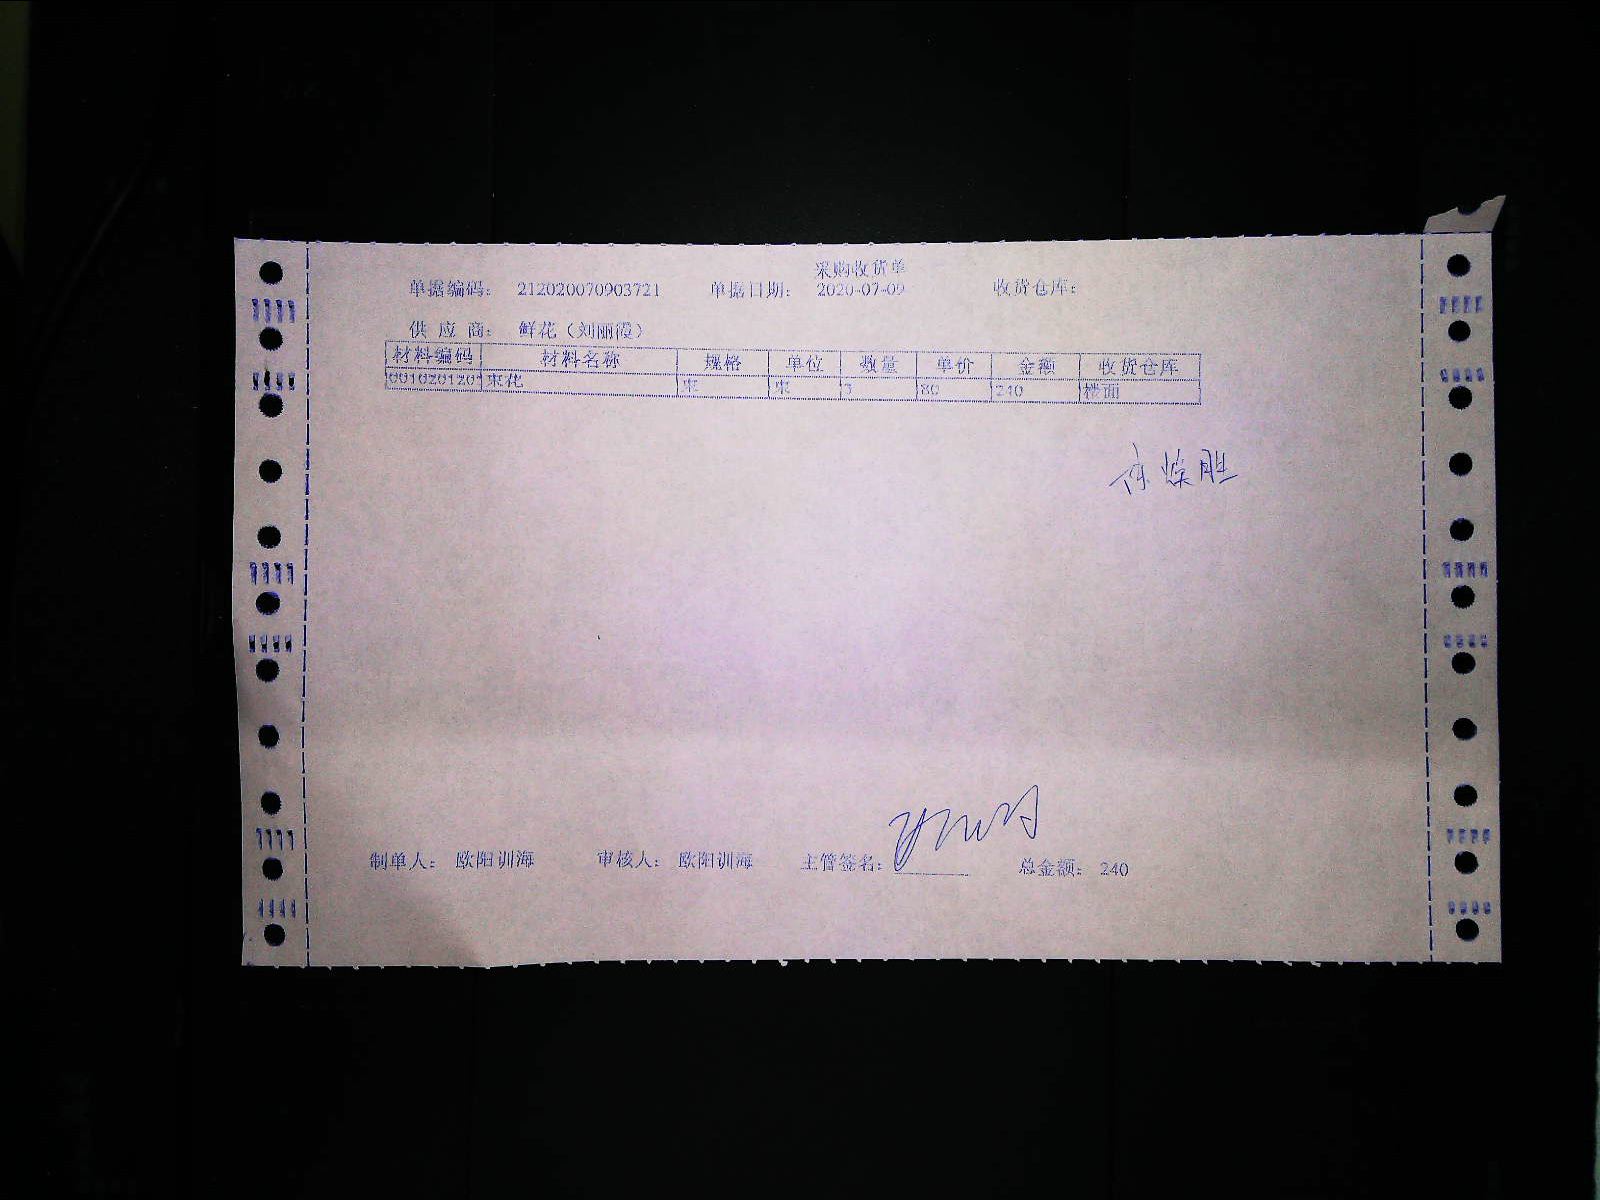 采购收货单
单据编码: 212020070903721 单据日期: 2020-07-09 收货仓库:
供应商: 鲜花（刘丽霞）
材料编码 材料名称 规格 单位 数量 单价 金额 收货仓库
束花 束 束 3 80 240 楼面
制单人: 欧阳训海 审核人: 欧阳训海 主管签名: 总金额: 240